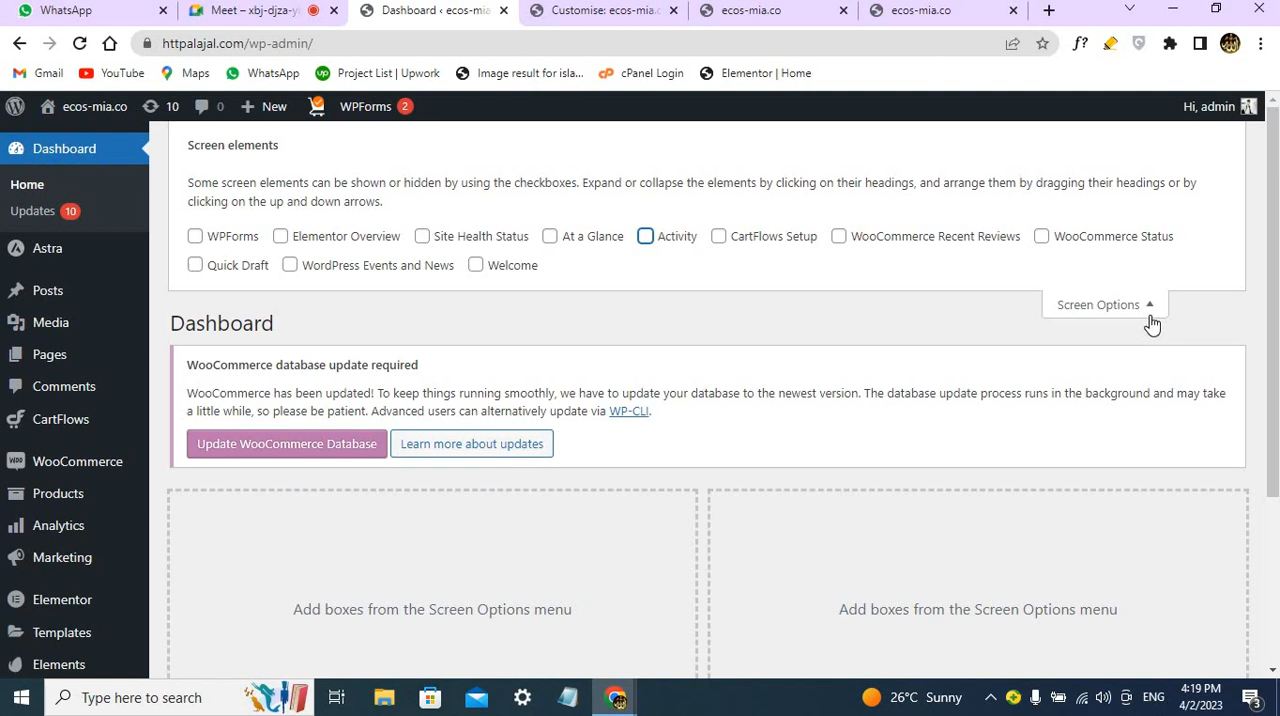 WhatsApp
Meet – xbj-djza-yl
Dashboard ‹ ecos-mia
Customise: ecos-mia.c
ecos-mia.co
ecos-mia.co
httpalajal.com/wp-admin/
f?
Gmail
YouTube
Maps
WhatsApp
Project List | Upwork
Image result for isla...
cPanel Login
Elementor | Home
ecos-mia.co
10
0
New
WPForms 2
Hi, admin
Dashboard
Home
Updates 10
Astra
Posts
Media
Pages
Comments
CartFlows
WooCommerce
Products
Analytics
Marketing
Elementor
Templates
Elements
Screen elements
Some screen elements can be shown or hidden by using the checkboxes. Expand or collapse the elements by clicking on their headings, and arrange them by dragging their headings or by
clicking on the up and down arrows.
WPForms Elementor Overview Site Health Status At a Glance Activity CartFlows Setup WooCommerce Recent Reviews WooCommerce Status
Quick Draft WordPress Events and News Welcome
Screen Options
Dashboard
WooCommerce database update required
WooCommerce has been updated! To keep things running smoothly, we have to update your database to the newest version. The database update process runs in the background and may take
a little while, so please be patient. Advanced users can alternatively update via WP-CLI.
Update WooCommerce Database
Learn more about updates
Add boxes from the Screen Options menu
Add boxes from the Screen Options menu
Type here to search
26°C Sunny
ENG
4:19 PM
4/2/2023
3